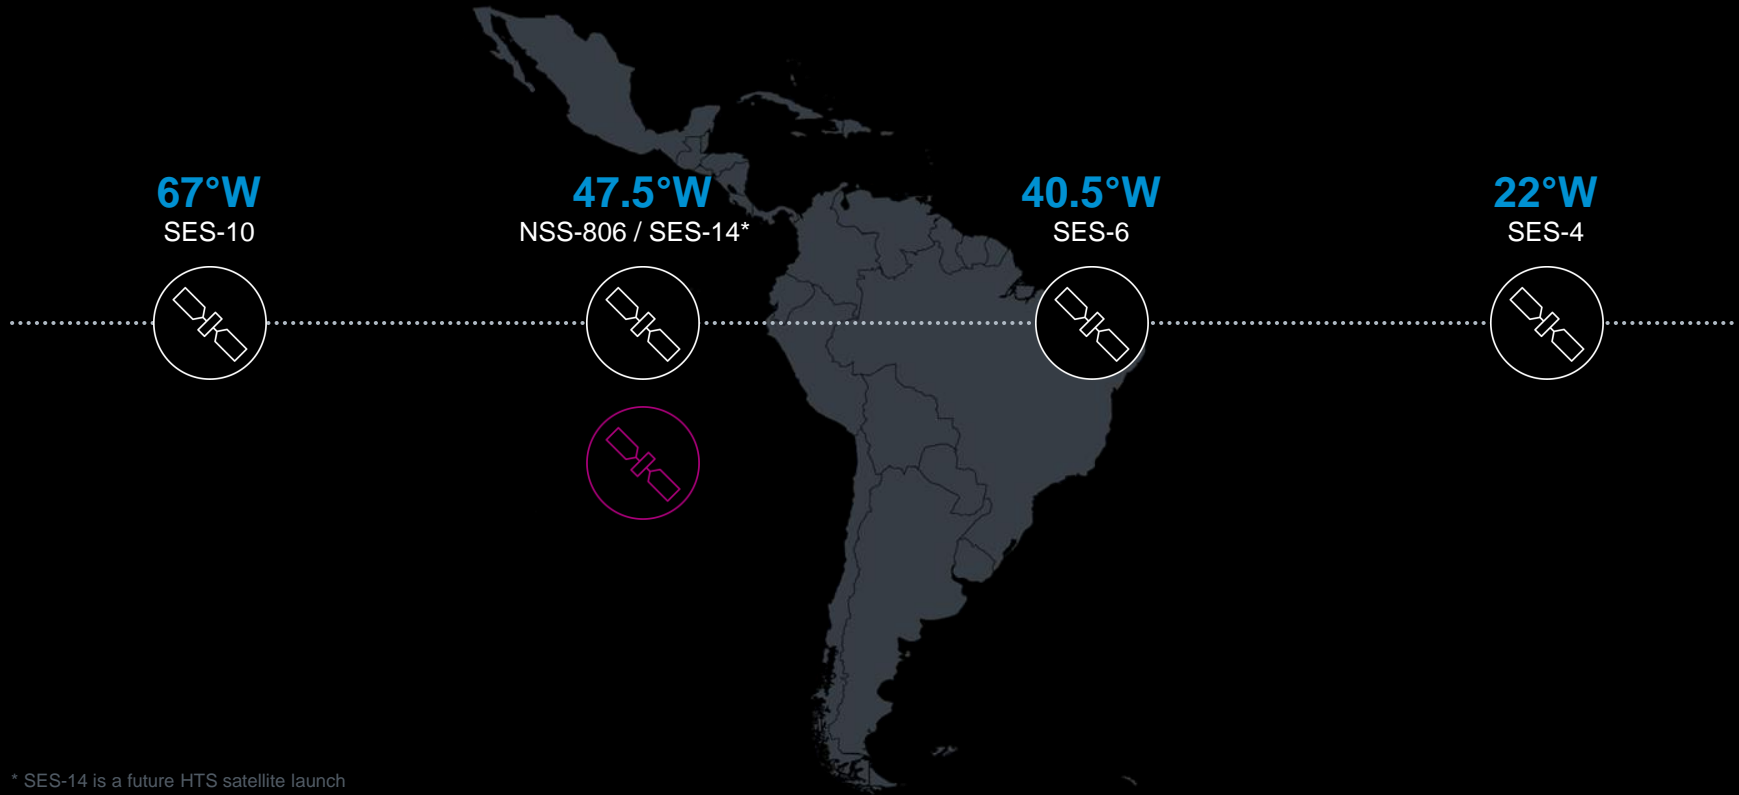 67°W
SES-10
47.5°W
NSS-806 / SES-14*
40.5°W
SES-6
22°W
SES-4
* SES-14 is a future HTS satellite launch